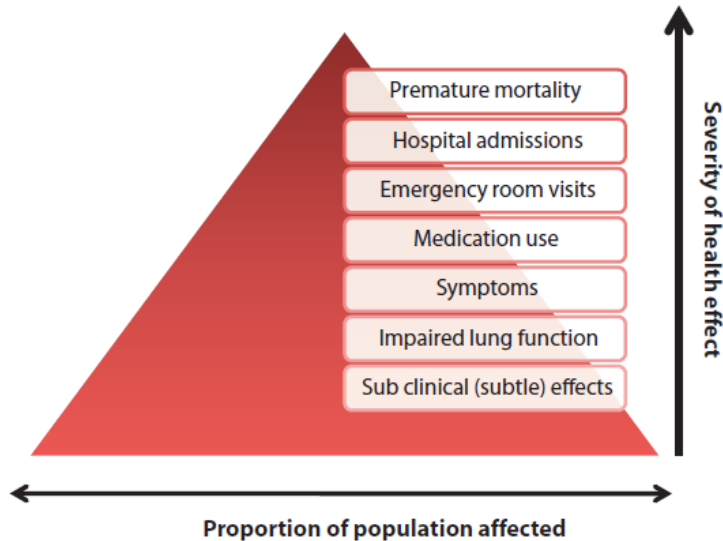 Premature mortality
Hospital admissions
Emergency room visits
Medication use
Symptoms
Impaired lung function
Sub clinical (subtle) effects
Severity of health effect
Proportion of population affected